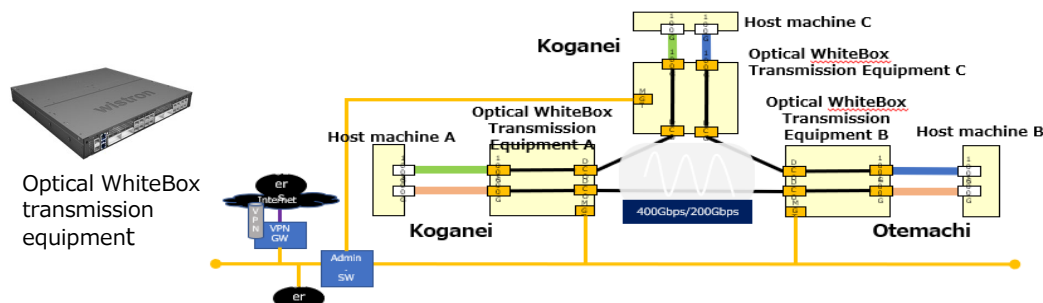 wistron
Optical WhiteBox
transmission
equipment
Host machine C
Koganei
Optical WhiteBox
Transmission Equipment C
Optical WhiteBox
Transmission
Equipment A
Optical WhiteBox
Transmission
Equipment B
Host machine A
Host machine B
er
Internet
VPN
VPN
GW
Koganei
400Gbps/200Gbps
Otemachi
Admin
-
SW
er